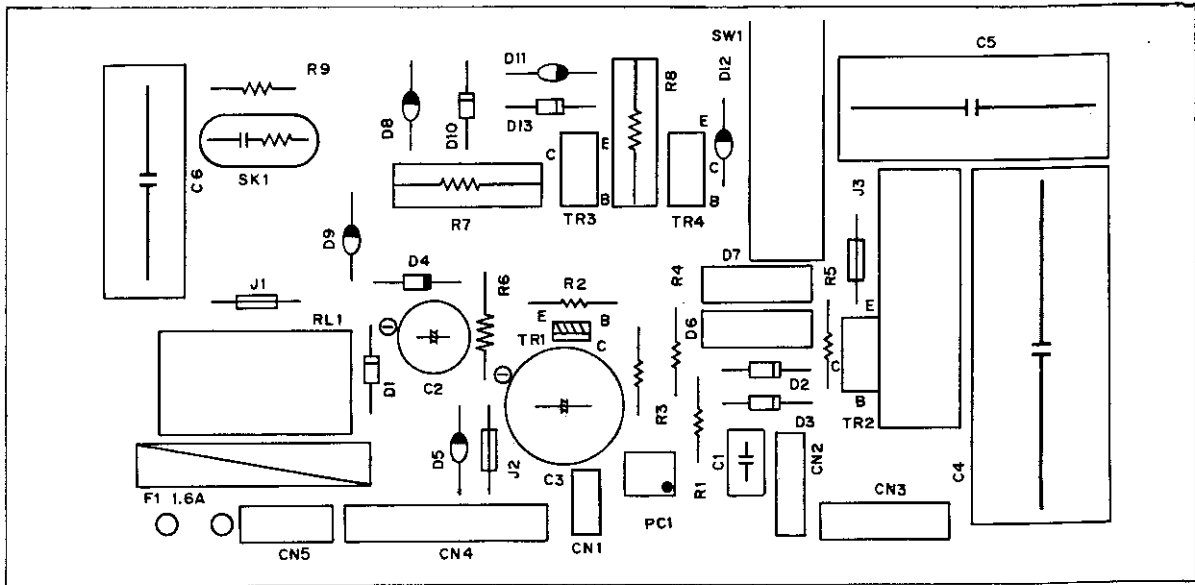 SW1
C5
D11
D12
R9
R8
D8
D10
D13
E
E
C
C
C6
SK1
B
B
R7
TR3
TR4
J3
D9
D7
D4
R6
R4
R5
J1
R2
E
B
E
RL1
TR1
D6
C
C
D1
C2
D2
B
R3
D3
TR2
D5
J2
C1
CN2
C3
C4
F1 1.6A
R1
CN3
PC1
CN5
CN4
CN1